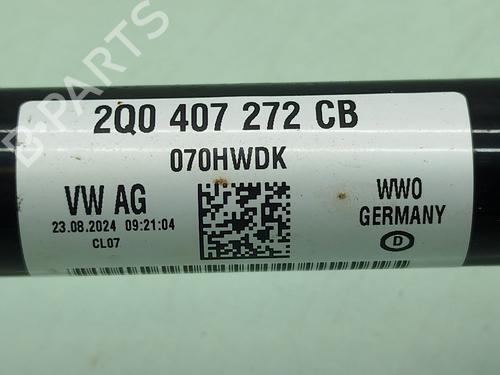 B-PARTS
2Q0 407 272 CB
070HWDK
VW AG
23.08.2024 09:21:04
CL07
WWO
GERMANY
D